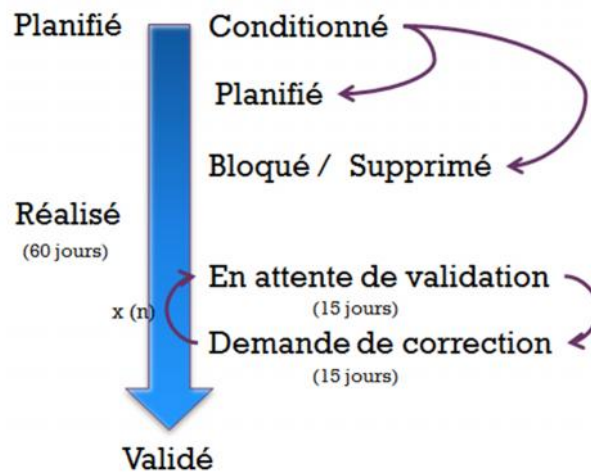 Planifié
Conditionné
Planifié
Bloqué / Supprimé
Réalisé
(60 jours)
En attente de validation
(15 jours)
x (n)
Demande de correction
(15 jours)
Validé